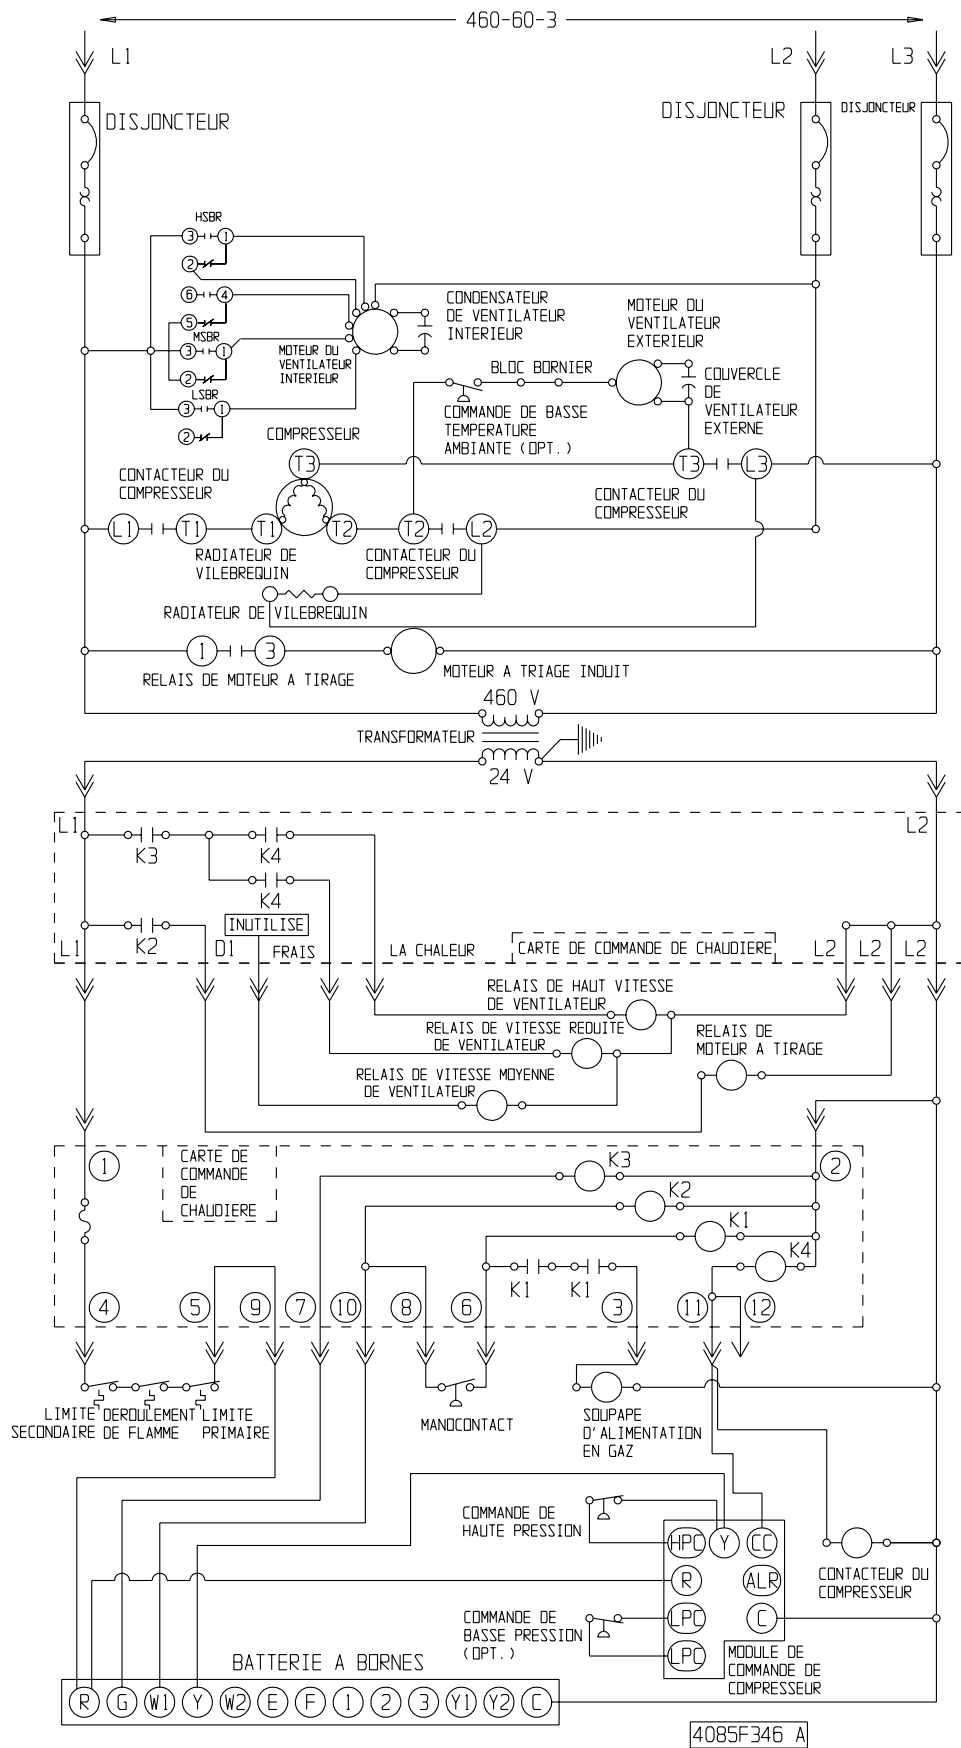 460-60-3
L1
L2
L3
DISJONCTEUR
DISJONCTEUR
DISJONCTEUR
HSBR
3
1
2
6
4
5
MSBR
3
1
2
LSBR
3
1
2
MOTEUR DU
VENTILATEUR
INTERIEUR
CONDENSATEUR
DE VENTILATEUR
INTERIEUR
MOTEUR DU
VENTILATEUR
EXTERIEUR
BLOC BORNIER
COUVERCLE
DE
VENTILATEUR
EXTERNE
COMMANDE DE BASSE
TEMPERATURE
AMBIANTE (OPT.)
COMPRESSEUR
T3
T3
L3
CONTACTEUR DU
COMPRESSEUR
CONTACTEUR DU
COMPRESSEUR
L1
T1
T1
T2
T2
L2
RADIATEUR DE
VILEBREQUIN
CONTACTEUR DU
COMPRESSEUR
RADIATEUR DE VILEBREQUIN
1
3
RELAIS DE MOTEUR A TIRAGE
MOTEUR A TRIAGE INDUIT
460 V
TRANSFORMATEUR
24 V
L1
L2
K3
K4
K4
INUTILISE
K2
L1
D1
FRAIS
LA CHALEUR
CARTE DE COMMANDE DE CHAUDIERE
L2
L2
L2
RELAIS DE HAUT VITESSE
DE VENTILATEUR
RELAIS DE VITESSE REDUITE
DE VENTILATEUR
RELAIS DE
MOTEUR A TIRAGE
RELAIS DE VITESSE MOYENNE
DE VENTILATEUR
1
CARTE DE
COMMANDE
DE
CHAUDIERE
K3
2
K2
K1
K4
K1
K1
4
5
9
7
10
8
6
3
11
12
LIMITE
SECONDAIRE
DEROULEMENT
DE FLAMME
LIMITE
PRIMAIRE
MANOCONTACT
SOUPAPE
D'ALIMENTATION
EN GAZ
COMMANDE DE
HAUTE PRESSION
HPC
Y
CC
R
ALR
CONTACTEUR DU
COMPRESSEUR
COMMANDE DE
BASSE PRESSION
(OPT.)
LPC
C
LPC
MODULE DE
COMMANDE DE
COMPRESSEUR
BATTERIE A BORNES
R
G
W1
Y
W2
E
F
1
2
3
Y1
Y2
C
4085F346 A